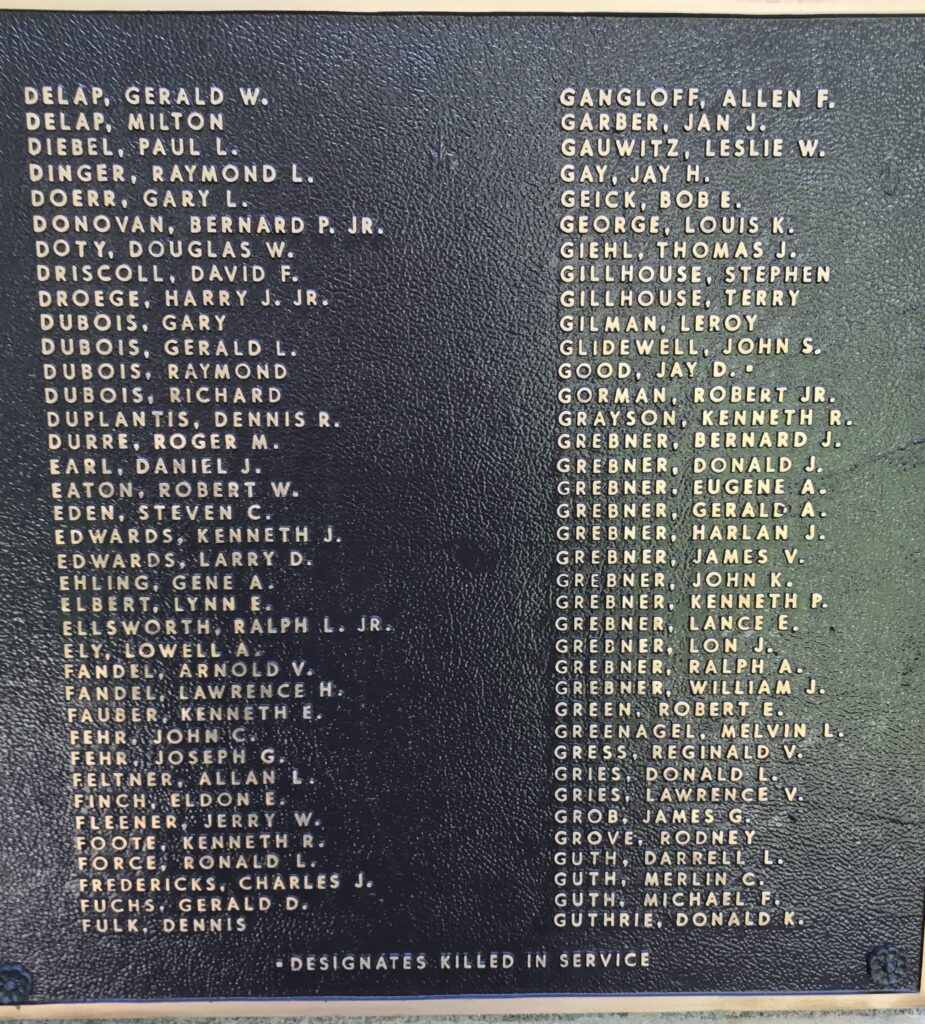 DELAP, GERALD W.
DELAP, MILTON
DIEBEL, PAUL L.
DINGER, RAYMOND L.
DOERR, GARY L.
DONOVAN, BERNARD P. JR.
DOTY, DOUGLAS W.
DRISCOLL, DAVID F.
DROEGE, HARRY J. JR.
DUBOIS, GARY
DUBOIS, GERALD L.
DUBOIS, RAYMOND
DUBOIS, RICHARD
DUPLANTIS, DENNIS R.
DURRE, ROGER M.
EARL, DANIEL J.
EATON, ROBERT W.
EDEN, STEVEN C.
EDWARDS, KENNETH J.
EDWARDS, LARRY D.
EHLING, GENE A.
ELBERT, LYNN E.
ELLSWORTH, RALPH L. JR.
ELY, LOWELL A.
FANDEL, ARNOLD V.
FANDEL, LAWRENCE H.
FAUBER, KENNETH E.
FEHR, JOHN C.
FEHR, JOSEPH G.
FELTNER, ALLAN L.
FINCH, ELDON E.
FLEENER, JERRY W.
FOOTE, KENNETH R.
FORCE, RONALD L.
FREDERICKS, CHARLES J.
FUCHS, GERALD D.
FULK, DENNIS
GANGLOFF, ALLEN F.
GARBER, JAN J.
GAUWITZ, LESLIE W.
GAY, JAY H.
GEICK, BOB E.
GEORGE, LOUIS K.
GIEHL, THOMAS J.
GILLHOUSE, STEPHEN
GILLHOUSE, TERRY
GILMAN, LEROY
GLIDEWELL, JOHN S.
GOOD, JAY D. •
GORMAN, ROBERT JR.
GRAYSON, KENNETH R.
GREBNER, BERNARD J.
GREBNER, DONALD J.
GREBNER, EUGENE A.
GREBNER, GERALD A.
GREBNER, HARLAN J.
GREBNER, JAMES V.
GREBNER, JOHN K.
GREBNER, KENNETH P.
GREBNER, LANCE E.
GREBNER, LON J.
GREBNER, RALPH A.
GREBNER, WILLIAM J.
GREEN, ROBERT E.
GREENAGEL, MELVIN L.
GRESS, REGINALD V.
GRIES, DONALD L.
GRIES, LAWRENCE V.
GROB, JAMES G.
GROVE, RODNEY
GUTH, DARRELL L.
GUTH, MERLIN C.
GUTH, MICHAEL F.
GUTHRIE, DONALD K.
• DESIGNATES KILLED IN SERVICE